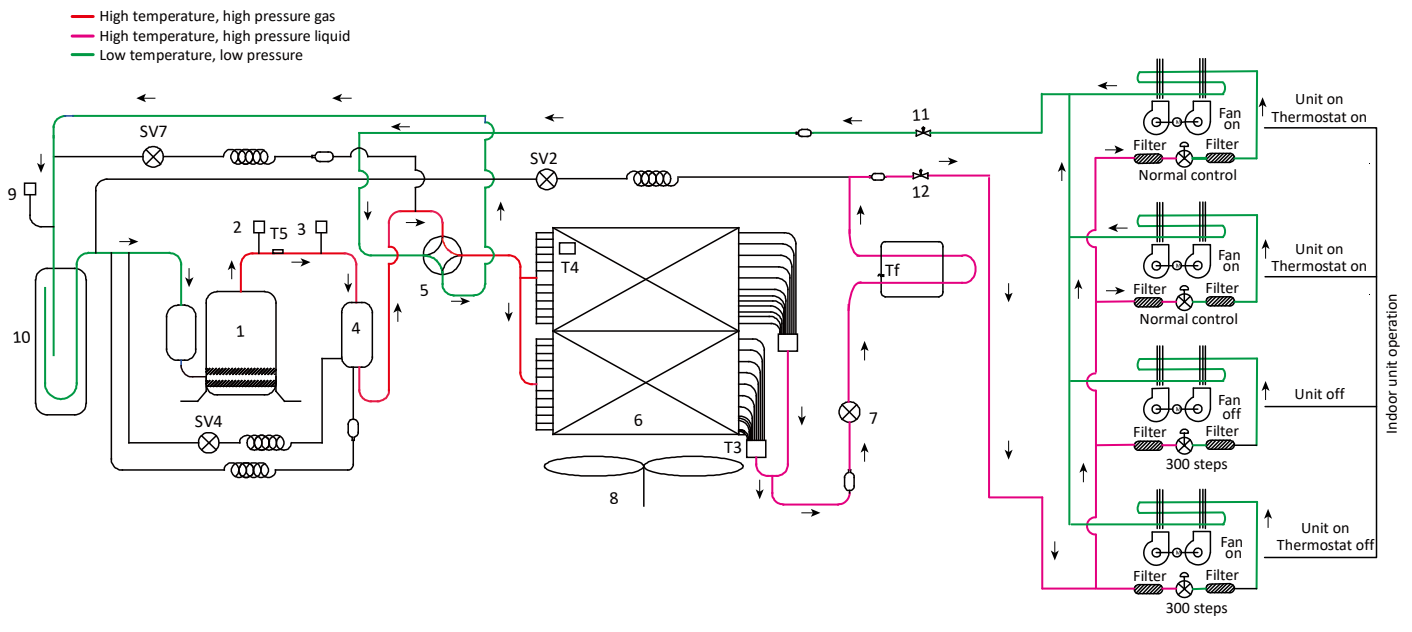 High temperature, high pressure gas
High temperature, high pressure liquid
Low temperature, low pressure
SV7
SV2
9
2
T5
3
5
1
4
10
SV4
T4
6
T3
8
7
Tf
11
12
Fan
on
Filter
Filter
Normal control
Unit on
Thermostat on
Fan
on
Filter
Filter
Normal control
Unit on
Thermostat on
Fan
off
Filter
Filter
300 steps
Unit off
Fan
on
Filter
Filter
300 steps
Unit on
Thermostat off
Indoor unit operation